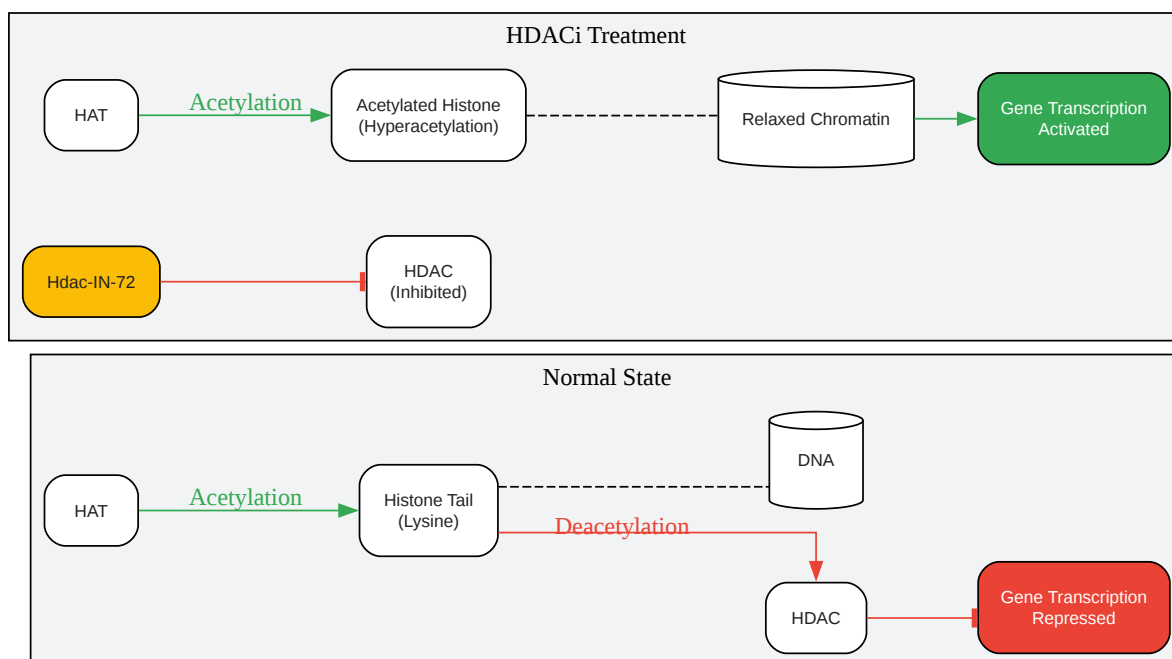 HDACi Treatment
HAT
Acetylation
Acetylated Histone
(Hyperacetylation)
Relaxed Chromatin
Gene Transcription
Activated
Hdac-IN-72
HDAC
(Inhibited)
Normal State
HAT
Acetylation
Histone Tail
(Lysine)
DNA
Deacetylation
HDAC
Gene Transcription
Repressed